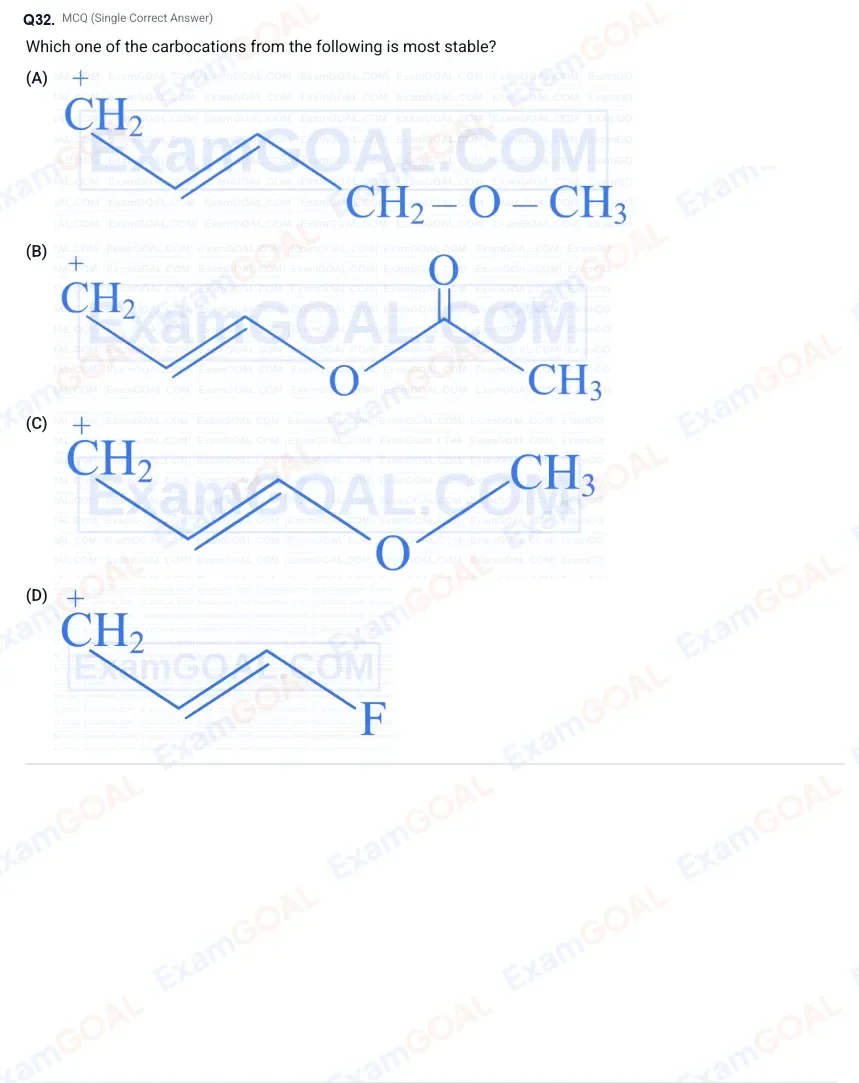 Q32. MCQ (Single Correct Answer)
Which one of the carbocations from the following is most stable?
(A)
+
CH2
CH2 – O – CH3
(B)
+
CH2
O
O
CH3
(C)
+
CH2
CH3
O
(D)
+
CH2
F
ExamGOAL.COM
ExamGOAL